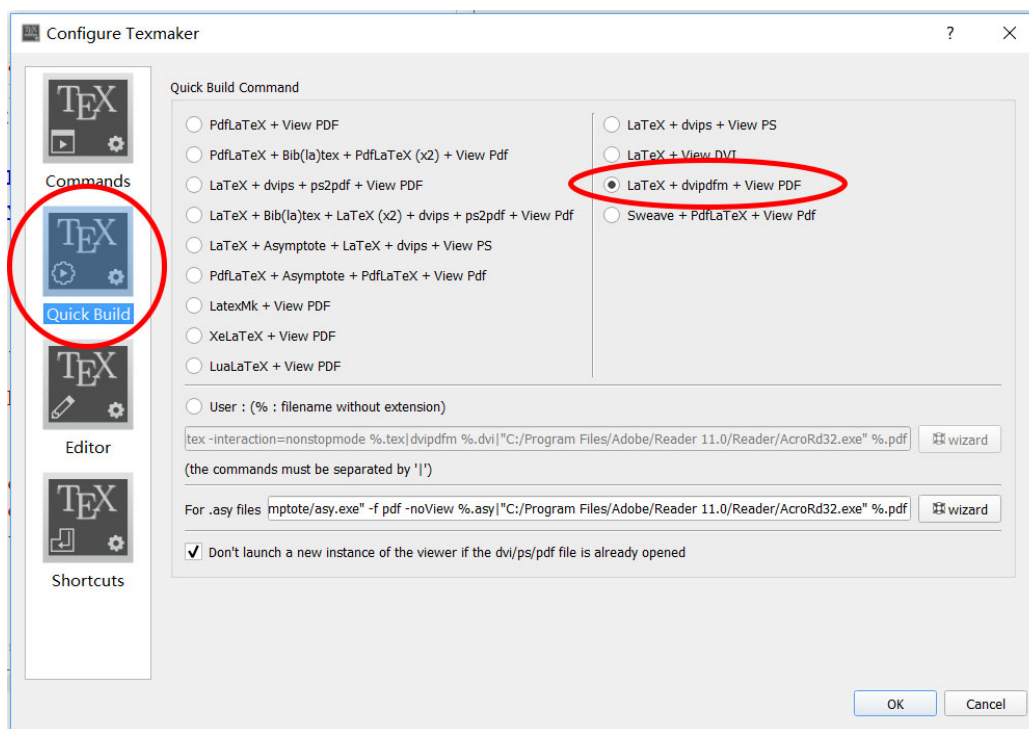 Configure Texmaker
?
TEX
Commands
TEX
Quick Build
TEX
Editor
TEX
Shortcuts
Quick Build Command
PdfLaTeX + View PDF
PdfLaTeX + Bib(la)tex + PdfLaTeX (x2) + View Pdf
LaTeX + dvips + ps2pdf + View PDF
LaTeX + Bib(la)tex + LaTeX (x2) + dvips + ps2pdf + View Pdf
LaTeX + Asymptote + LaTeX + dvips + View PS
PdfLaTeX + Asymptote + PdfLaTeX + View Pdf
LatexMk + View PDF
XeLaTeX + View PDF
LuaLaTeX + View PDF
LaTeX + dvips + View PS
LaTeX + View DVI
LaTeX + dvipdfm + View PDF
Sweave + PdfLaTeX + View Pdf
User : (% : filename without extension)
tex -interaction=nonstopmode %.tex|dvipdfm %.dvi|"C:/Program Files/Adobe/Reader 11.0/Reader/AcroRd32.exe" %.pdf
wizard
(the commands must be separated by '|')
For .asy files
mptote/asy.exe" -f pdf -noView %.asy|"C:/Program Files/Adobe/Reader 11.0/Reader/AcroRd32.exe" %.pdf
wizard
Don't launch a new instance of the viewer if the dvi/ps/pdf file is already opened
OK
Cancel